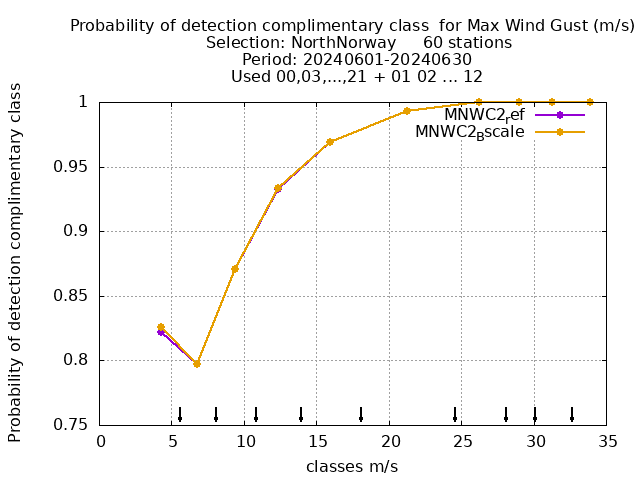 Probability of detection complimentary class  for Max Wind Gust (m/s)
Selection: NorthNorway     60 stations
Period: 20240601-20240630
Used 00,03,...,21 + 01 02 ... 12
Probability of detection complimentary class
1
0.95
0.9
0.85
0.8
0.75
MNWC2ref
MNWC2Bscale
0 5 10 15 20 25 30 35
classes m/s